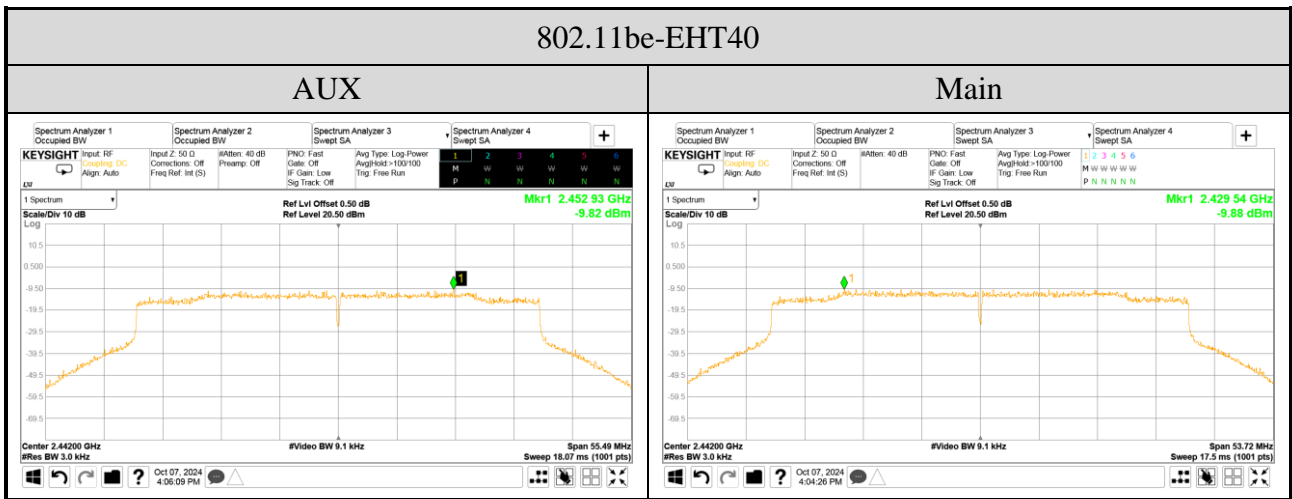 802.11be-EHT40
AUX
Main
Spectrum Analyzer 1
Occupied BW
Spectrum Analyzer 2
Occupied BW
Spectrum Analyzer 3
Swept SA
Spectrum Analyzer 4
Swept SA
+
KEYSIGHT
Input: RF
Coupling: DC
Align: Auto
Input Z: 50 Ω
Corrections: Off
Freq Ref: Int (S)
#Atten: 40 dB
Preamp: Off
PNO: Fast
Gate: Off
IF Gain: Low
Sig Track: Off
Avg Type: Log-Power
Avg|Hold:>100/100
Trig: Free Run
1 2 3 4 5 6
M W W W W W
P N N N N N
LXI
1 Spectrum
Scale/Div 10 dB
Log
Ref Lvl Offset 0.50 dB
Ref Level 20.50 dBm
Mkr1 2.452 93 GHz
-9.82 dBm
10.5
0.500
-9.50
-19.5
-29.5
-39.5
-49.5
-59.5
-69.5
1
Center 2.44200 GHz
#Res BW 3.0 kHz
#Video BW 9.1 kHz
Span 55.49 MHz
Sweep 18.07 ms (1001 pts)
?
Oct 07, 2024
4:06:09 PM
Spectrum Analyzer 1
Occupied BW
Spectrum Analyzer 2
Occupied BW
Spectrum Analyzer 3
Swept SA
Spectrum Analyzer 4
Swept SA
+
KEYSIGHT
Input: RF
Coupling: DC
Align: Auto
Input Z: 50 Ω
Corrections: Off
Freq Ref: Int (S)
#Atten: 40 dB
PNO: Fast
Gate: Off
IF Gain: Low
Sig Track: Off
Avg Type: Log-Power
Avg|Hold:>100/100
Trig: Free Run
1 2 3 4 5 6
M W W W W W
P N N N N N
LXI
1 Spectrum
Scale/Div 10 dB
Log
Ref Lvl Offset 0.50 dB
Ref Level 20.50 dBm
Mkr1 2.429 54 GHz
-9.88 dBm
10.5
0.500
-9.50
-19.5
-29.5
-39.5
-49.5
-59.5
-69.5
1
Center 2.44200 GHz
#Res BW 3.0 kHz
#Video BW 9.1 kHz
Span 53.72 MHz
Sweep 17.5 ms (1001 pts)
?
Oct 07, 2024
4:04:26 PM